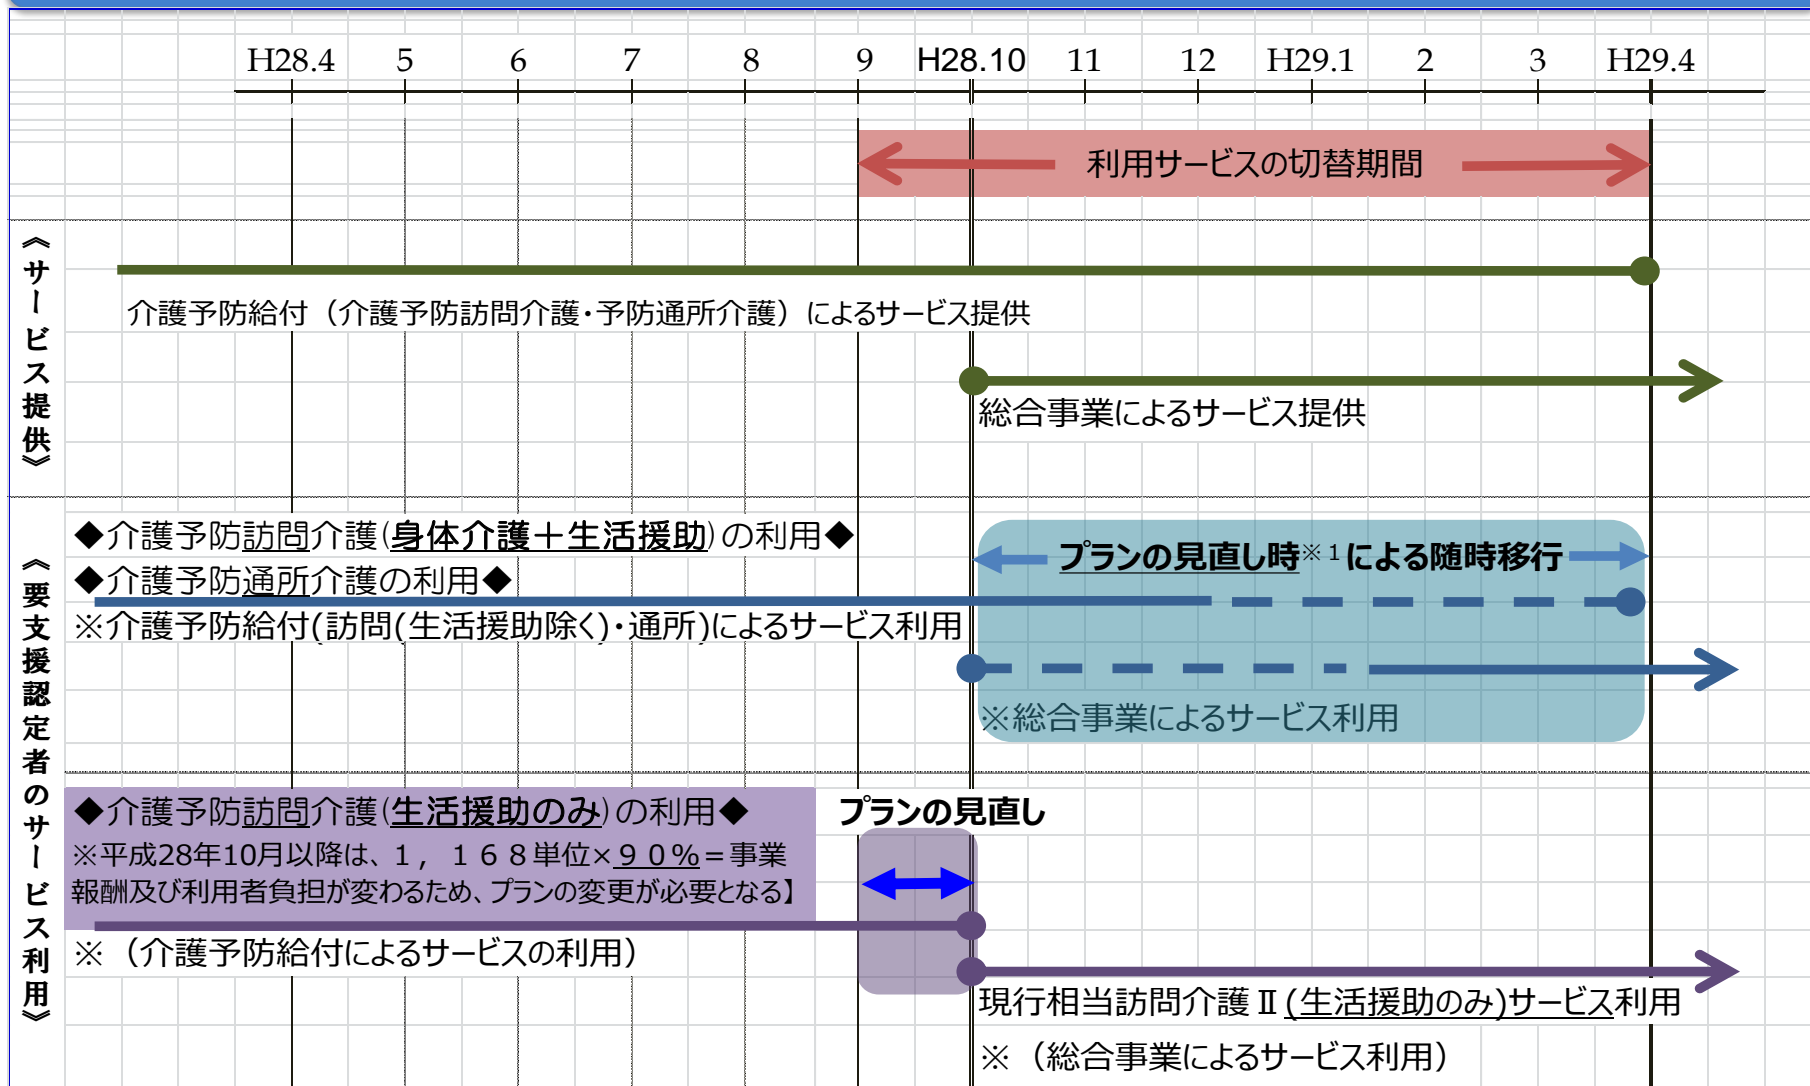 H28.4 5 6 7 8 9 H28.10 11 12 H29.1 2 3 H29.4
利用サービスの切替期間
《サービス提供》
介護予防給付（介護予防訪問介護・予防通所介護）によるサービス提供
総合事業によるサービス提供
《要支援認定者のサービス利用》
◆介護予防訪問介護(身体介護＋生活援助)の利用◆
◆介護予防通所介護の利用◆
※介護予防給付(訪問(生活援助除く)・通所)によるサービス利用
プランの見直し時※１による随時移行
※総合事業によるサービス利用
◆介護予防訪問介護(生活援助のみ)の利用◆
※平成28年10月以降は、１，１６８単位×９０％＝事業
報酬及び利用者負担が変わるため、プランの変更が必要となる】
※（介護予防給付によるサービスの利用）
プランの見直し
現行相当訪問介護Ⅱ(生活援助のみ)サービス利用
※（総合事業によるサービス利用）